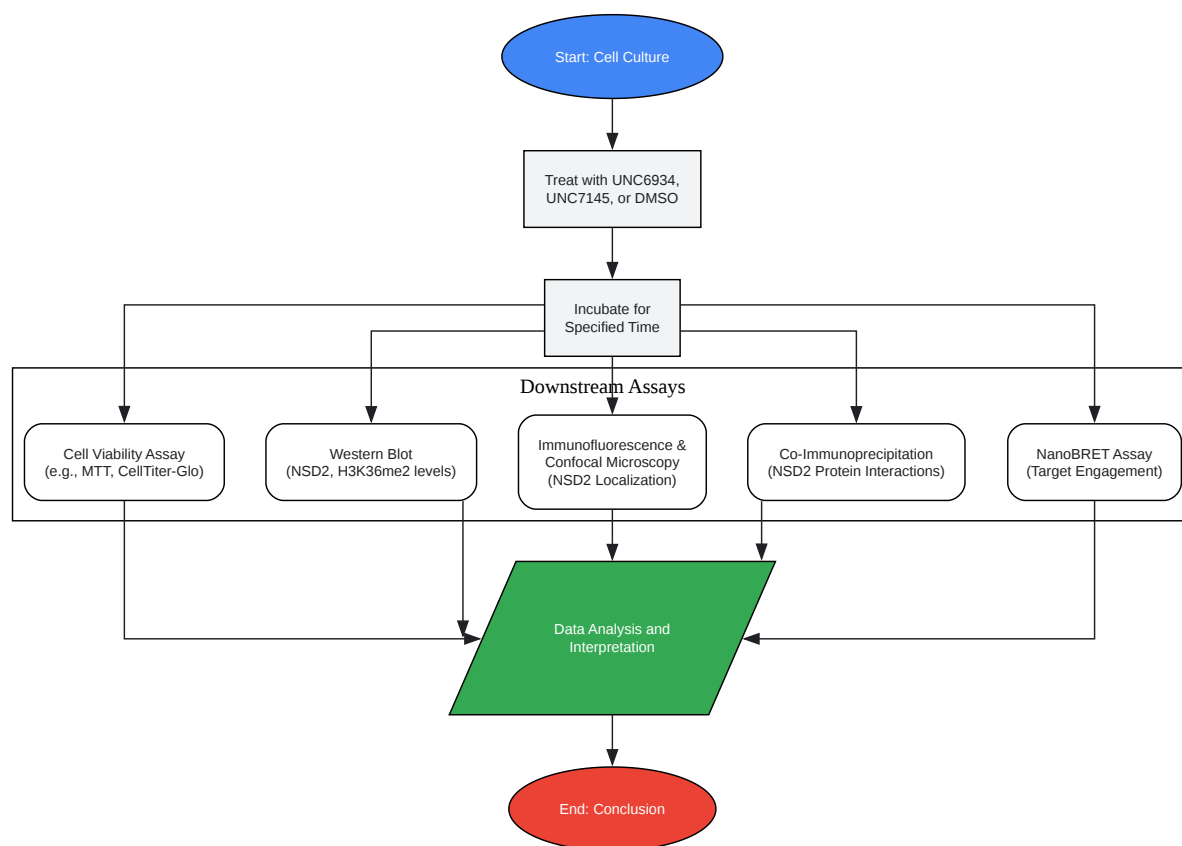 Start: Cell Culture
Treat with UNC6934,
UNC7145, or DMSO
Incubate for
Specified Time
Downstream Assays
Cell Viability Assay
(e.g., MTT, CellTiter-Glo)
Western Blot
(NSD2, H3K36me2 levels)
Immunofluorescence &
Confocal Microscopy
(NSD2 Localization)
Co-Immunoprecipitation
(NSD2 Protein Interactions)
NanoBRET Assay
(Target Engagement)
Data Analysis and
Interpretation
End: Conclusion